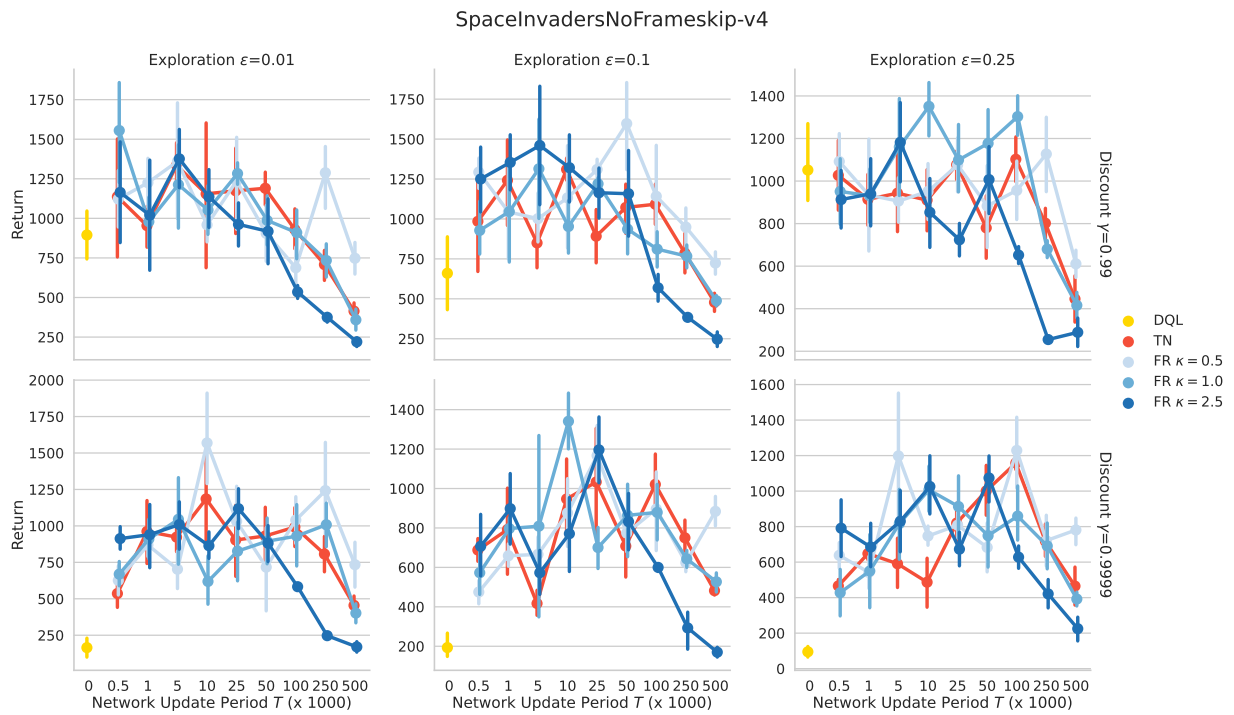 SpaceInvadersNoFrameskip-v4
Exploration ε=0.01
Exploration ε=0.1
Exploration ε=0.25
1750
1500
1250
1000
750
500
250
Return
1750
1500
1250
1000
750
500
250
1400
1200
1000
800
600
400
200
Discount γ=0.99
DQL
TN
FR κ = 0.5
FR κ = 1.0
FR κ = 2.5
2000
1750
1500
1250
1000
750
500
250
Return
1400
1200
1000
800
600
400
200
1600
1400
1200
1000
800
600
400
200
0
Discount γ=0.9999
0 0.5 1 5 10 25 50 100 250 500
Network Update Period T (x 1000)
0 0.5 1 5 10 25 50 100 250 500
Network Update Period T (x 1000)
0 0.5 1 5 10 25 50 100 250 500
Network Update Period T (x 1000)